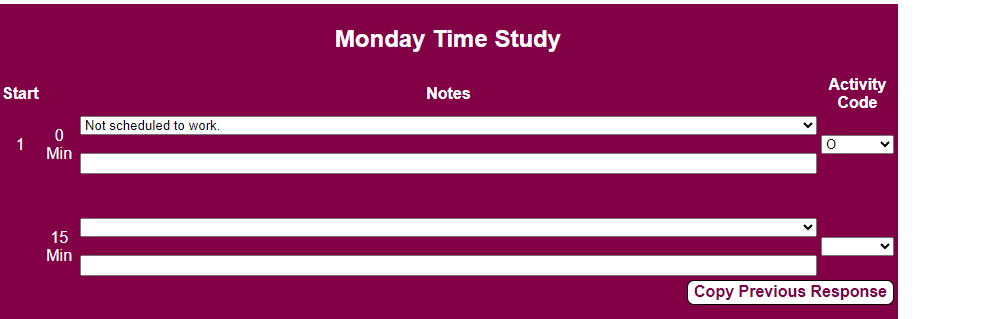 Monday Time Study
Start Notes Activity
Code
Not scheduled to work.
1 0
Min O
15
Min
Copy Previous Response